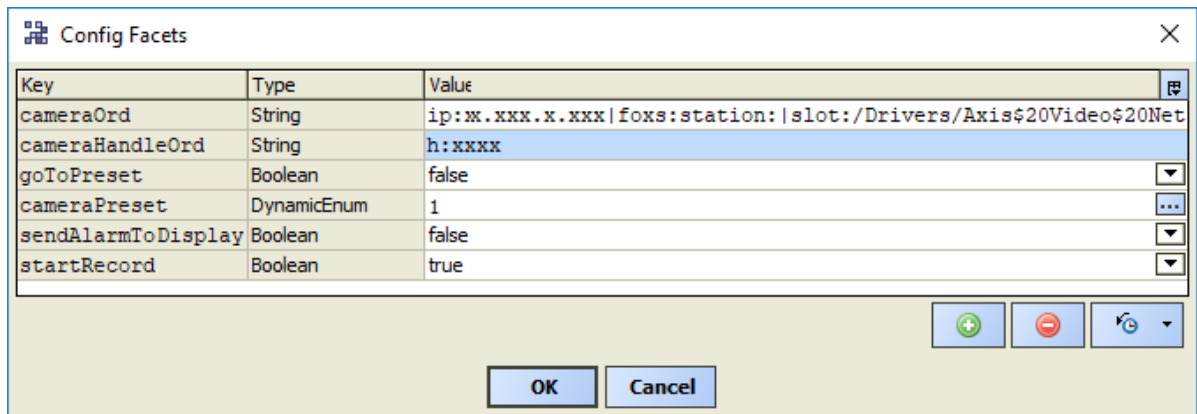 Config Facets
Key Type Value
cameraOrd String ip:x.xxx.x.xxx|foxs:station:|slot:/Drivers/Axis$20Video$20Net
cameraHandleOrd String h:xxxx
goToPreset Boolean false
cameraPreset DynamicEnum 1
sendAlarmToDisplay Boolean false
startRecord Boolean true
OK Cancel